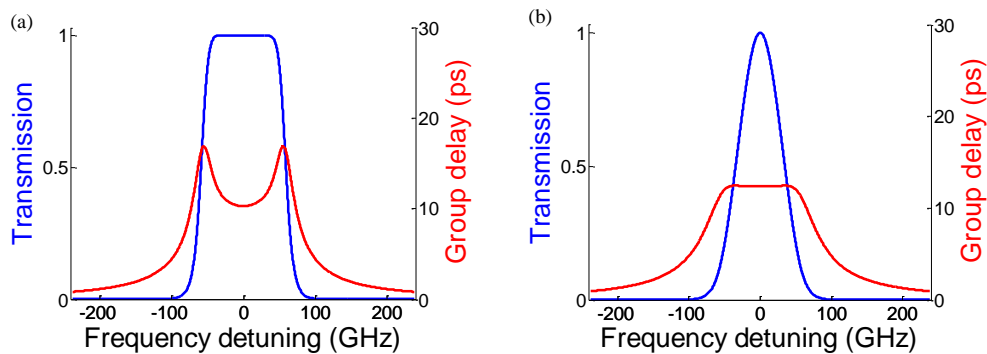 (a)
Transmission
1
0.5
0
-200 -100 0 100 200
Frequency detuning (GHz)
30
20
10
0
Group delay (ps)
(b)
Transmission
1
0.5
0
-200 -100 0 100 200
Frequency detuning (GHz)
30
20
10
0
Group delay (ps)